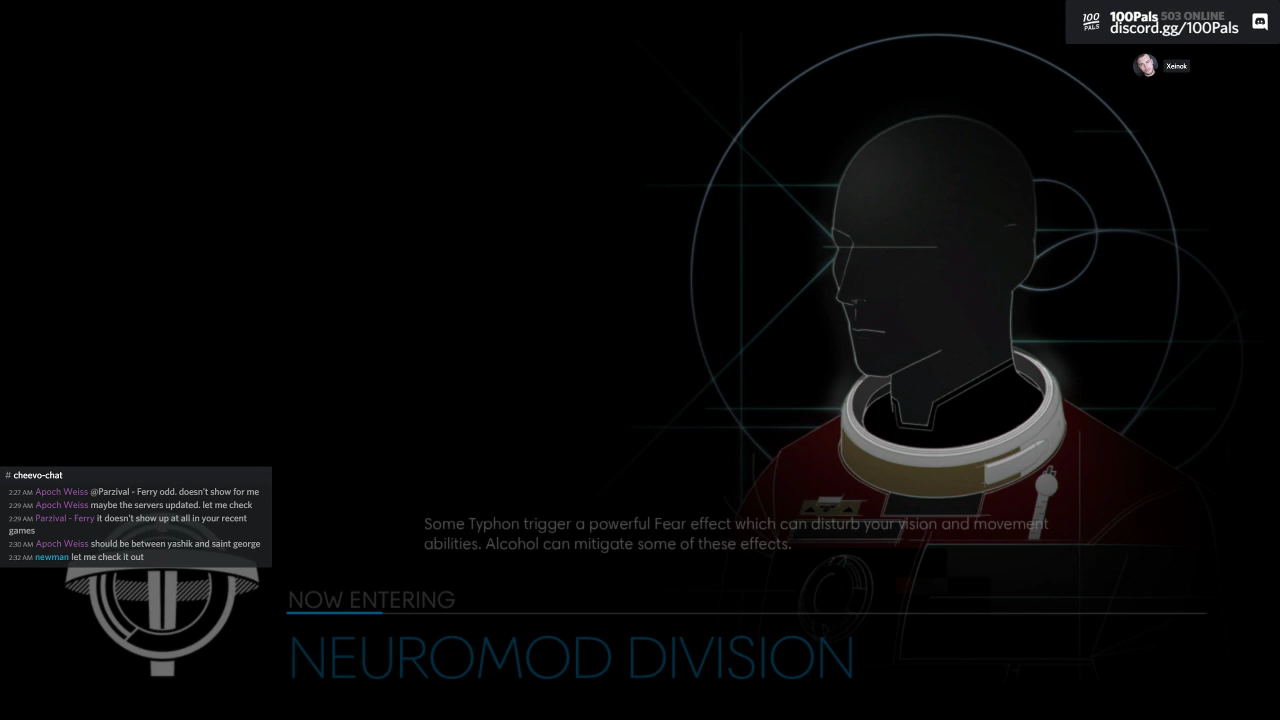 100 PALS
100Pals 503 ONLINE
discord.gg/100Pals
Xeinok
# cheevo-chat
2:27 AM Apoch Weiss @Parzival - Ferry odd. doesn't show for me
2:29 AM Apoch Weiss maybe the servers updated. let me check
2:29 AM Parzival - Ferry it doesn't show up at all in your recent
games
2:30 AM Apoch Weiss should be between yashik and saint george
2:32 AM newman let me check it out
Some Typhon trigger a powerful Fear effect which can disturb your vision and movement
abilities. Alcohol can mitigate some of these effects.
NOW ENTERING
NEUROMOD DIVISION